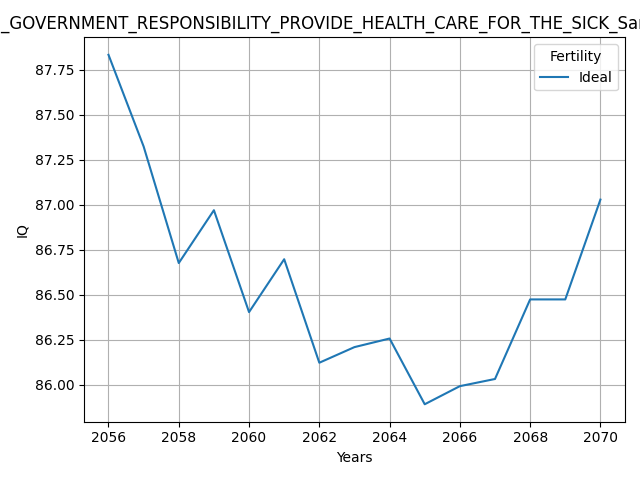 _GOVERNMENT_RESPONSIBILITY_PROVIDE_HEALTH_CARE_FOR_THE_SICK_Sa
Fertility
Ideal
87.75
87.50
87.25
87.00
86.75
86.50
86.25
86.00
IQ
2056 2058 2060 2062 2064 2066 2068 2070
Years